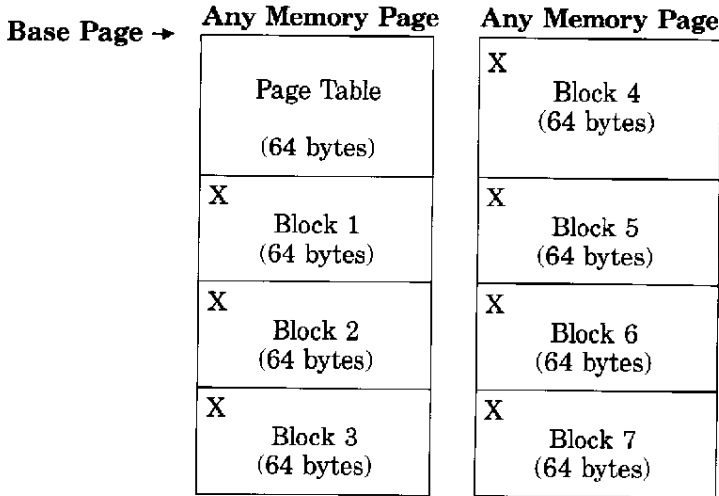 Base Page →
Any Memory Page
Page Table
(64 bytes)
X
Block 1
(64 bytes)
X
Block 2
(64 bytes)
X
Block 3
(64 bytes)
Any Memory Page
X
Block 4
(64 bytes)
X
Block 5
(64 bytes)
X
Block 6
(64 bytes)
X
Block 7
(64 bytes)